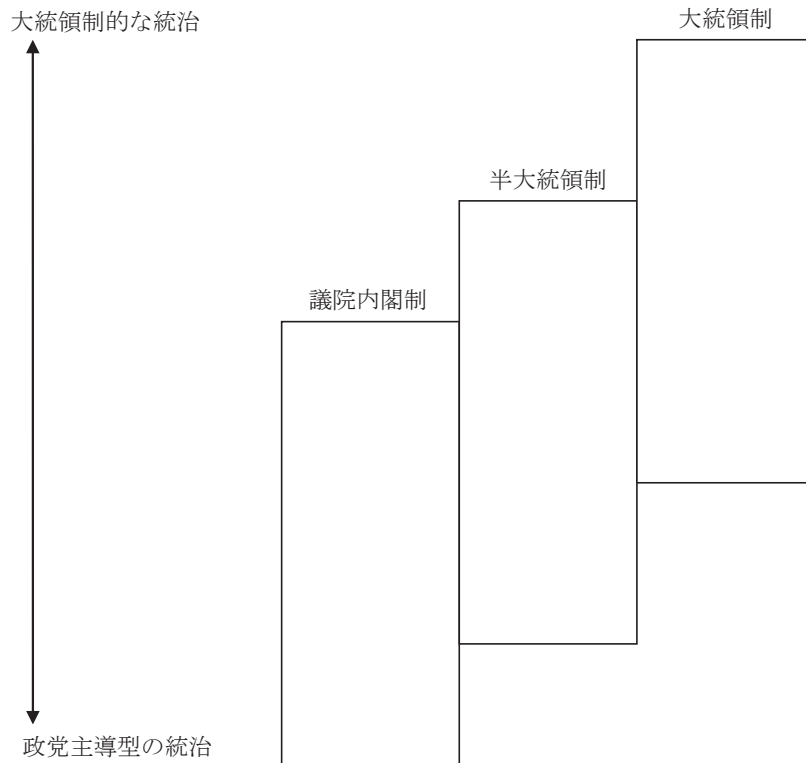 大統領制的な統治
大統領制
半大統領制
議院内閣制
政党主導型の統治